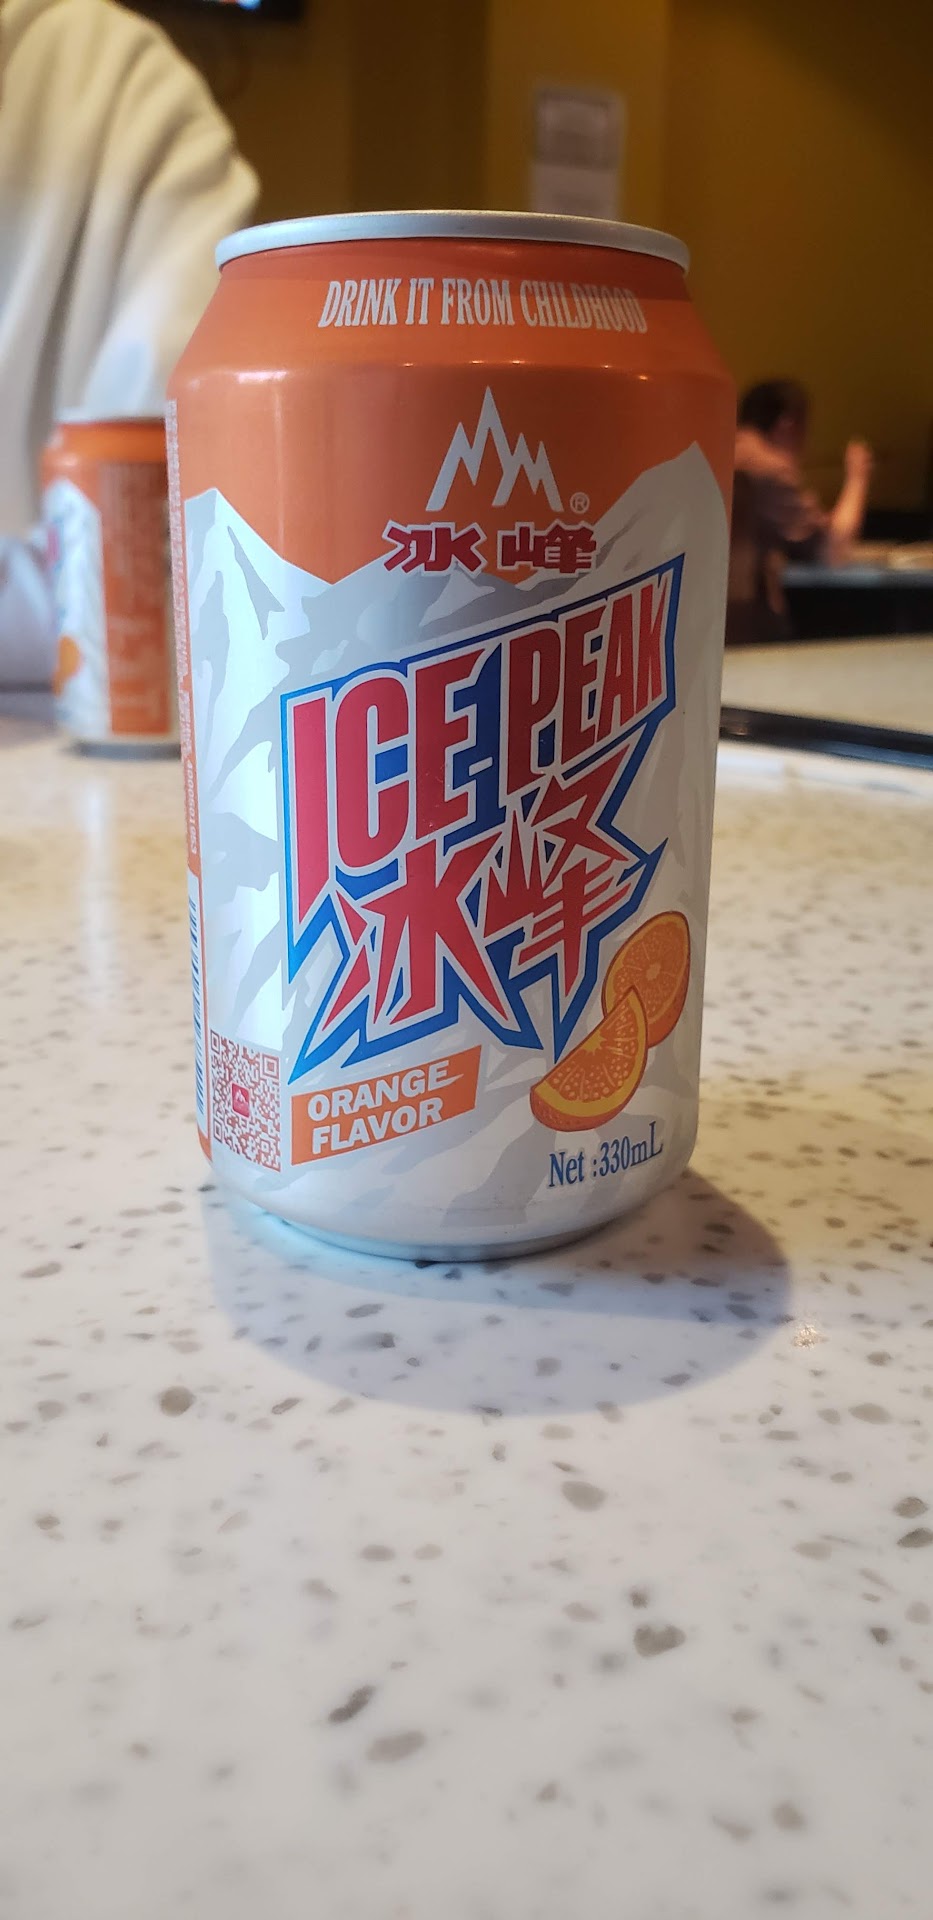 DRINK IT FROM CHILDHOOD
®
冰峰
ICE PEAK
冰峰
ORANGE
FLAVOR
Net :330mL